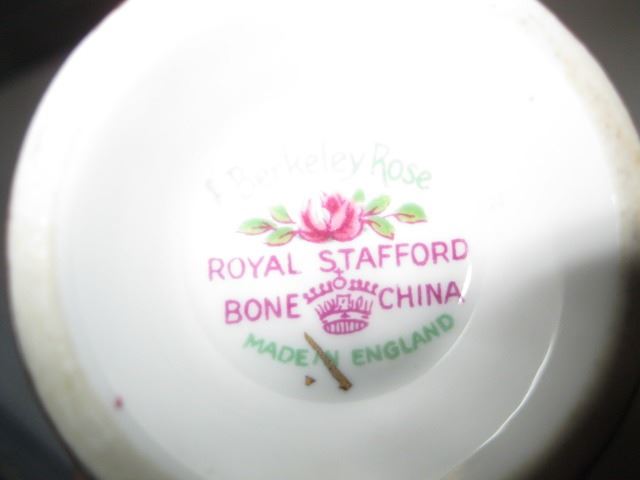 Berkeley Rose
ROYAL STAFFORD
BONE CHINA
MADE IN ENGLAND